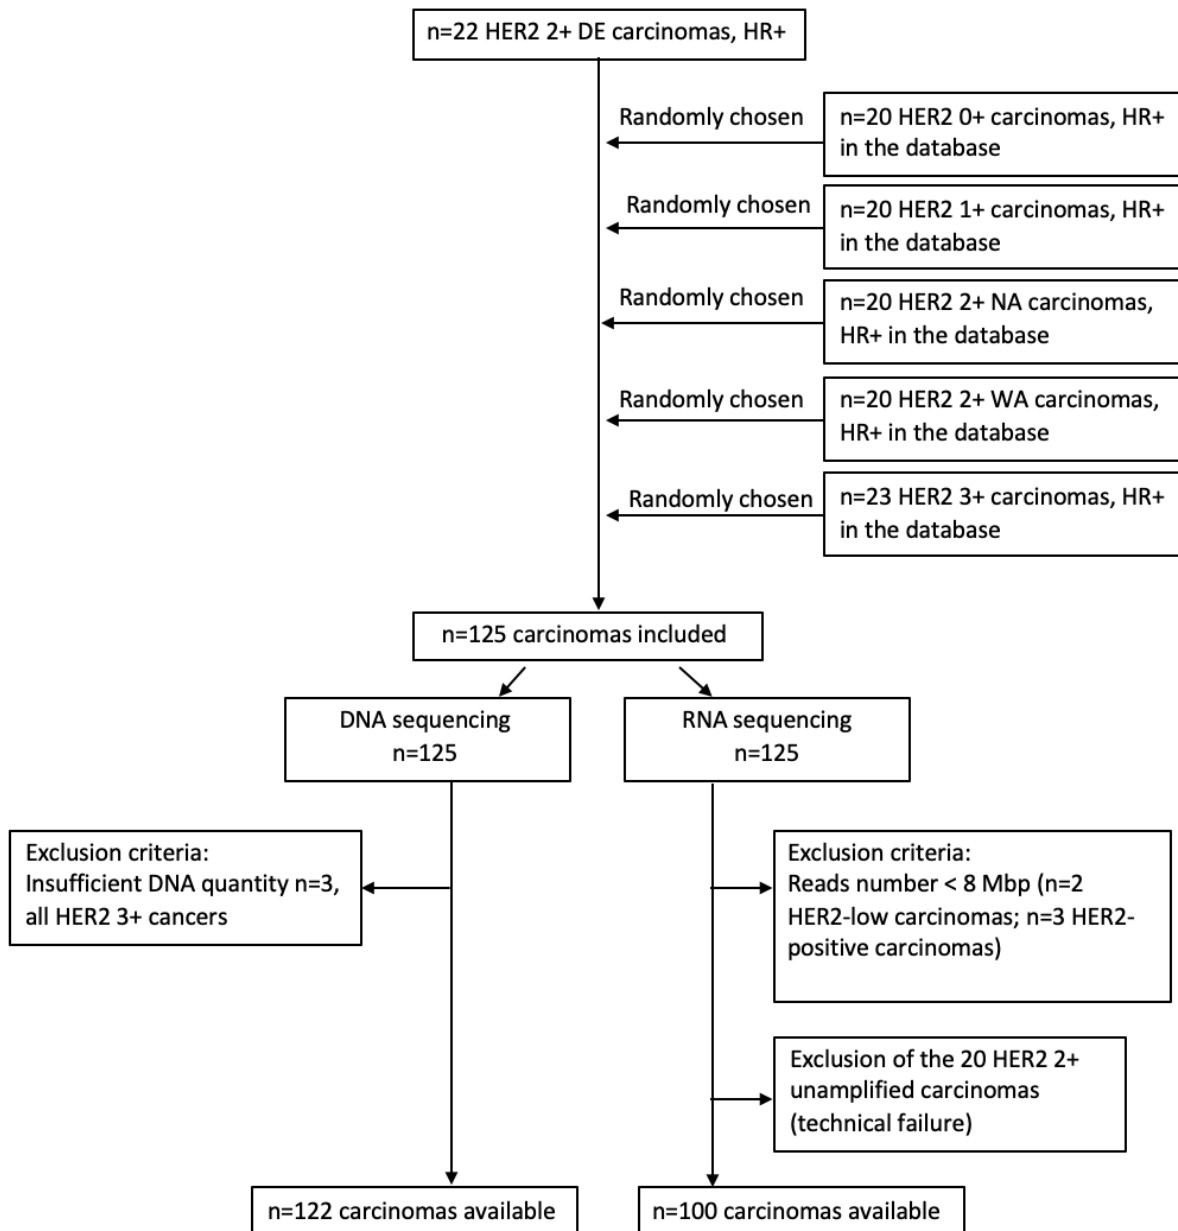 n=22 HER2 2+ DE carcinomas, HR+
Randomly chosen
n=20 HER2 0+ carcinomas, HR+
in the database
Randomly chosen
n=20 HER2 1+ carcinomas, HR+
in the database
Randomly chosen
n=20 HER2 2+ NA carcinomas,
HR+ in the database
Randomly chosen
n=20 HER2 2+ WA carcinomas,
HR+ in the database
Randomly chosen
n=23 HER2 3+ carcinomas, HR+
in the database
n=125 carcinomas included
DNA sequencing
n=125
RNA sequencing
n=125
Exclusion criteria:
Insufficient DNA quantity n=3,
all HER2 3+ cancers
Exclusion criteria:
Reads number < 8 Mbp (n=2
HER2-low carcinomas; n=3 HER2-
positive carcinomas)
Exclusion of the 20 HER2 2+
unamplified carcinomas
(technical failure)
n=122 carcinomas available
n=100 carcinomas available